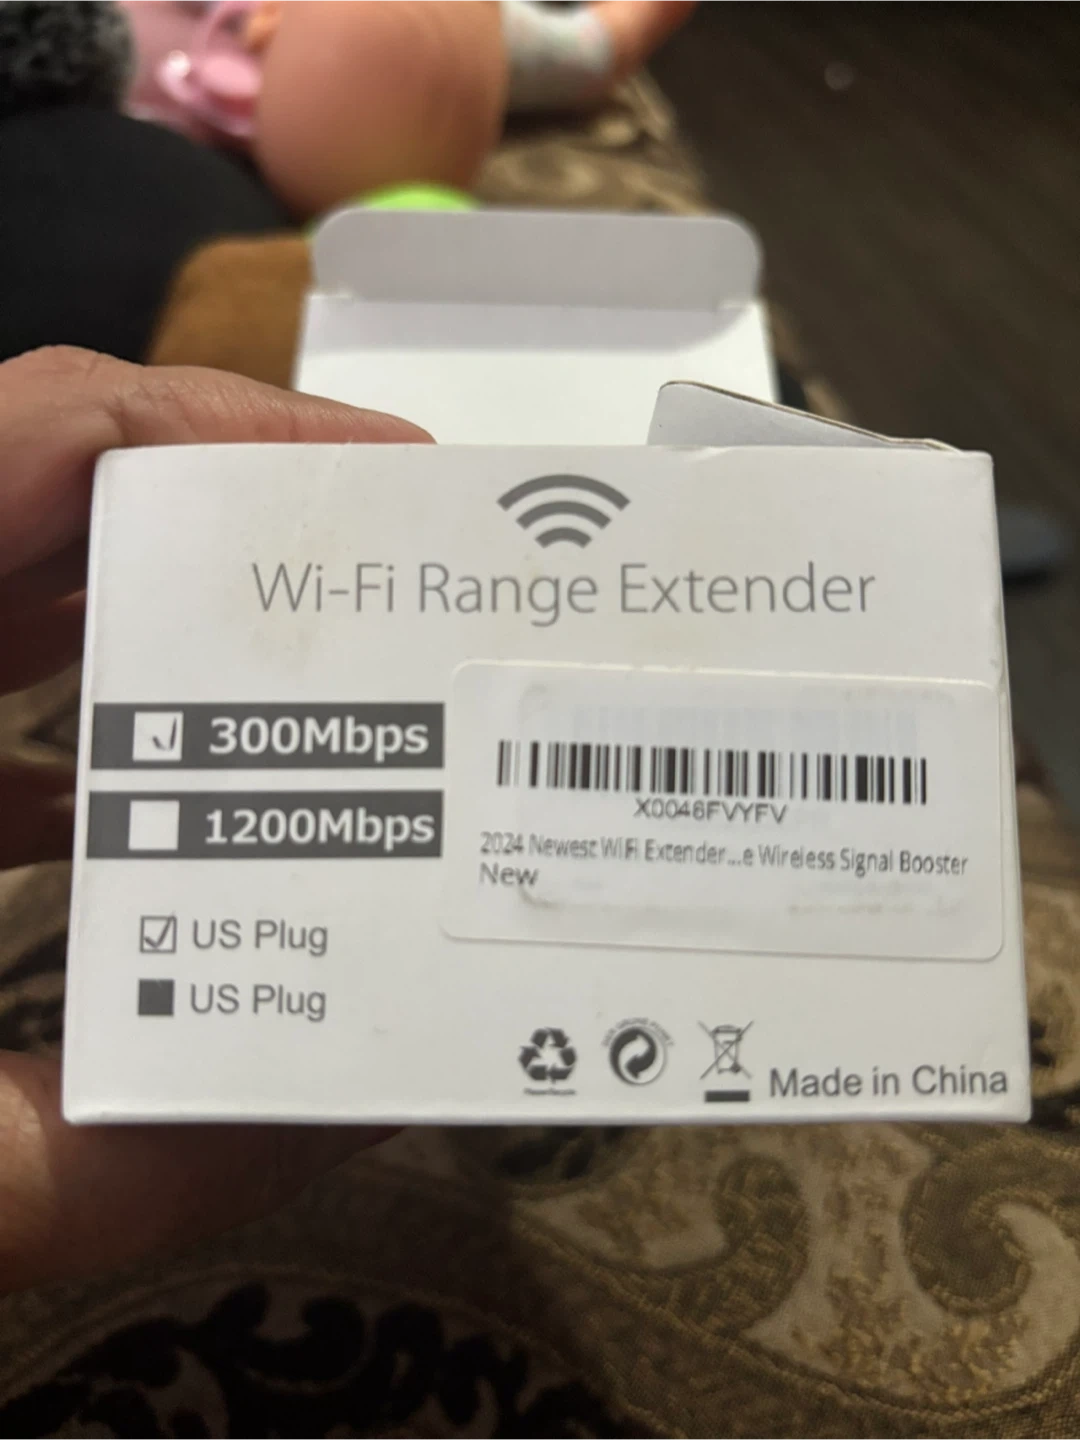 Wi-Fi Range Extender
300Mbps
1200Mbps
X0046FVYFV
2024 Newest WiFi Extender...e Wireless Signal Booster
New
US Plug
US Plug
Made in China